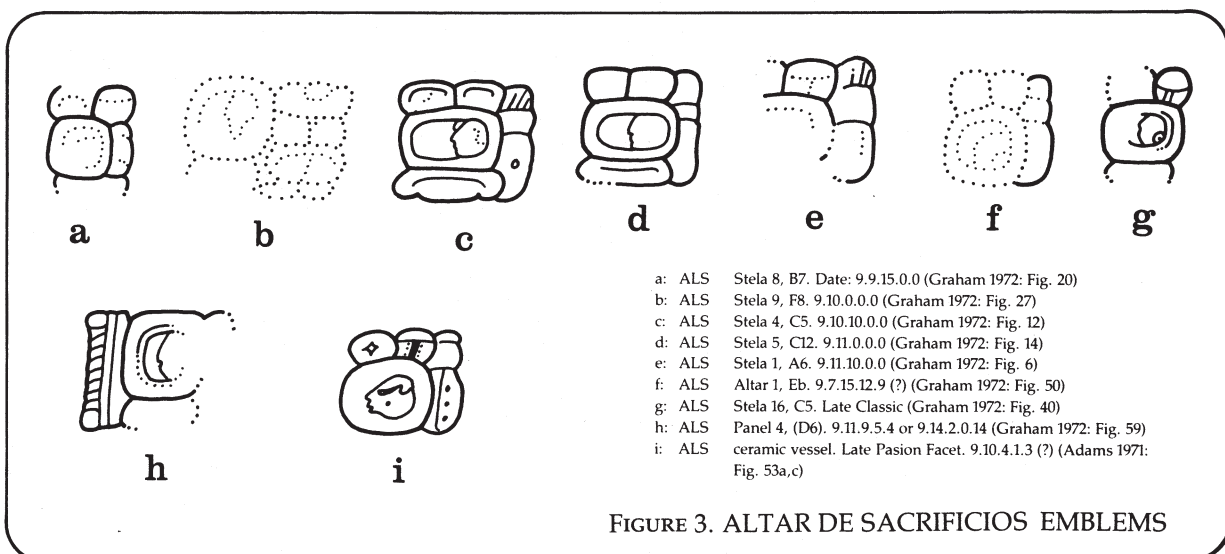 a
b
c
d
e
f
g
h
i
a: ALS Stela 8, B7. Date: 9.9.15.0.0 (Graham 1972: Fig. 20)
b: ALS Stela 9, F8. 9.10.0.0.0 (Graham 1972: Fig. 27)
c: ALS Stela 4, C5. 9.10.10.0.0 (Graham 1972: Fig. 12)
d: ALS Stela 5, C12. 9.11.0.0.0 (Graham 1972: Fig. 14)
e: ALS Stela 1, A6. 9.11.10.0.0 (Graham 1972: Fig. 6)
f: ALS Altar 1, Eb. 9.7.15.12.9 (?) (Graham 1972: Fig. 50)
g: ALS Stela 16, C5. Late Classic (Graham 1972: Fig. 40)
h: ALS Panel 4, (D6). 9.11.9.5.4 or 9.14.2.0.14 (Graham 1972: Fig. 59)
i: ALS ceramic vessel. Late Pasion Facet. 9.10.4.1.3 (?) (Adams 1971:
Fig. 53a,c)
FIGURE 3. ALTAR DE SACRIFICIOS EMBLEMS